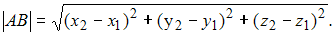 |AB| = √((x₂ − x₁)² + (y₂ − y₁)² + (z₂ − z₁)²).